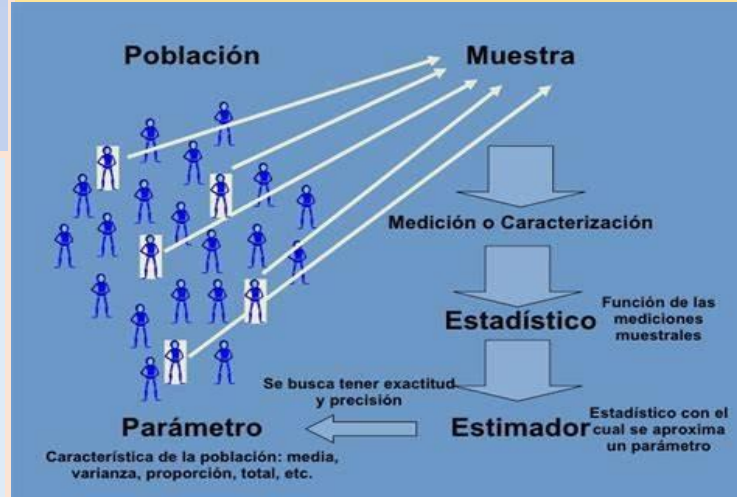 Población
Muestra
Medición o Caracterización
Estadístico
Función de las
mediciones
muestrales
Se busca tener exactitud
y precisión
Parámetro
Estimador
Estadístico con el
cual se aproxima
un parámetro
Característica de la población: media,
varianza, proporción, total, etc.